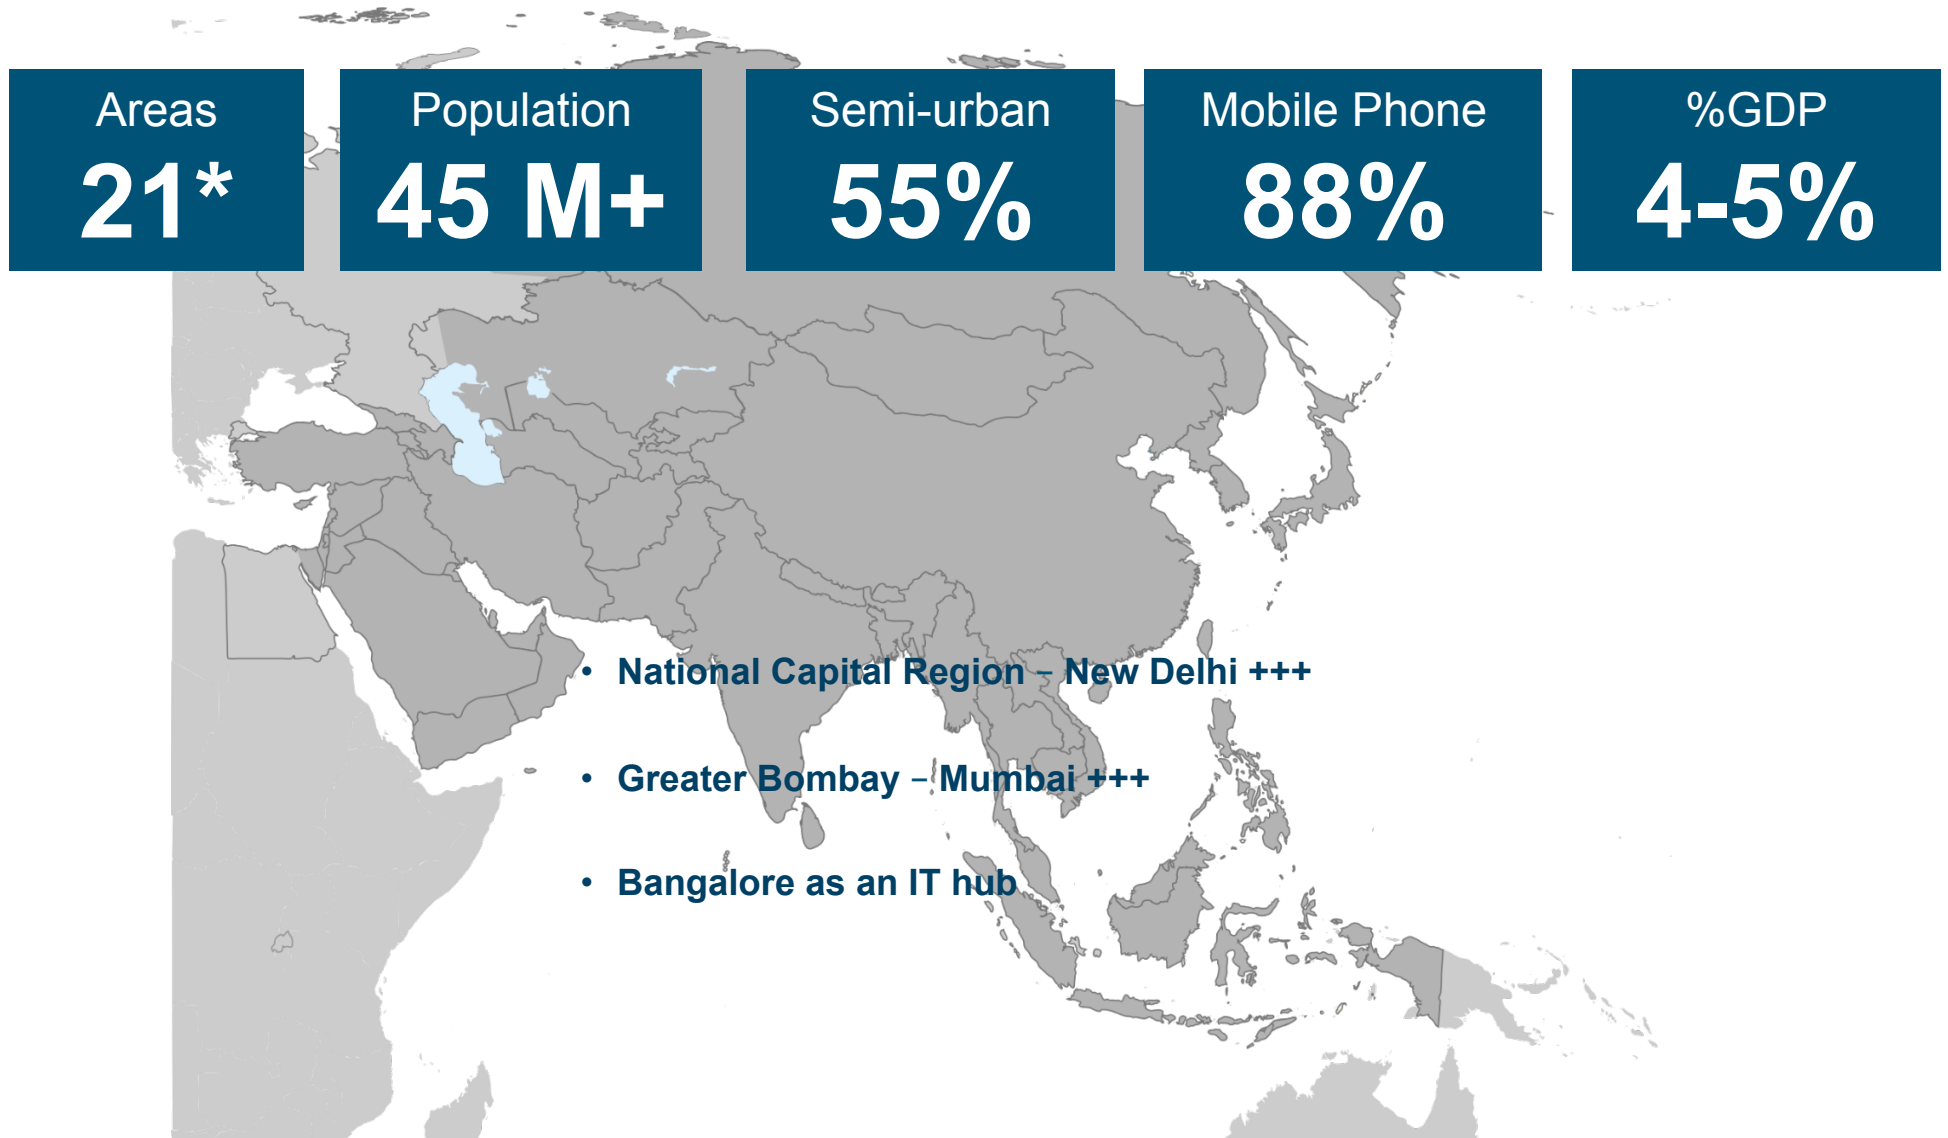 Areas
21*
Population
45 M+
Semi-urban
55%
Mobile Phone
88%
%GDP
4-5%
• National Capital Region – New Delhi +++
• Greater Bombay – Mumbai +++
• Bangalore as an IT hub